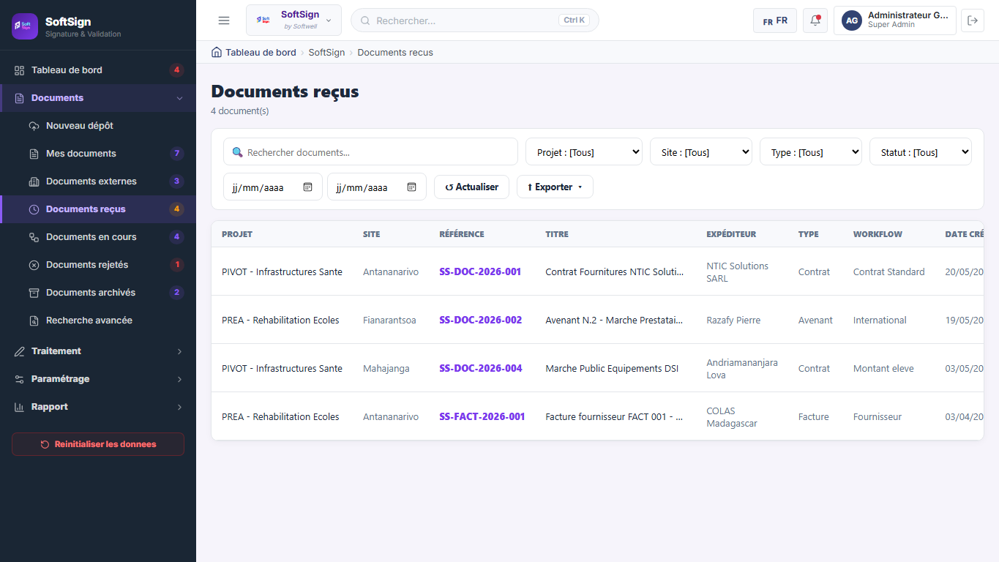 SoftSign
Signature & Validation
Tableau de bord 4
Documents
Nouveau dépôt
Mes documents 7
Documents externes 3
Documents reçus 4
Documents en cours 4
Documents rejetés 1
Documents archivés 2
Recherche avancée
Traitement
Paramétrage
Rapport
Reinitialiser les donnees
SoftSign
by Softwell
Rechercher... Ctrl K
FR FR
AG
Administrateur G...
Super Admin
Tableau de bord › SoftSign › Documents recus
Documents reçus
4 document(s)
Rechercher documents... Projet : [Tous] Site : [Tous] Type : [Tous] Statut : [Tous]
jj/mm/aaaa jj/mm/aaaa ↺ Actualiser ⬆ Exporter
PROJET SITE RÉFÉRENCE TITRE EXPÉDITEUR TYPE WORKFLOW DATE CRÉ
PIVOT - Infrastructures Sante Antananarivo SS-DOC-2026-001 Contrat Fournitures NTIC Soluti... NTIC Solutions SARL Contrat Contrat Standard 20/05/20
PREA - Rehabilitation Ecoles Fianarantsoa SS-DOC-2026-002 Avenant N.2 - Marche Prestatai... Razafy Pierre Avenant International 19/05/20
PIVOT - Infrastructures Sante Mahajanga SS-DOC-2026-004 Marche Public Equipements DSI Andriamananjara Lova Contrat Montant eleve 03/05/20
PREA - Rehabilitation Ecoles Antananarivo SS-FACT-2026-001 Facture fournisseur FACT 001 - ... COLAS Madagascar Facture Fournisseur 03/04/20